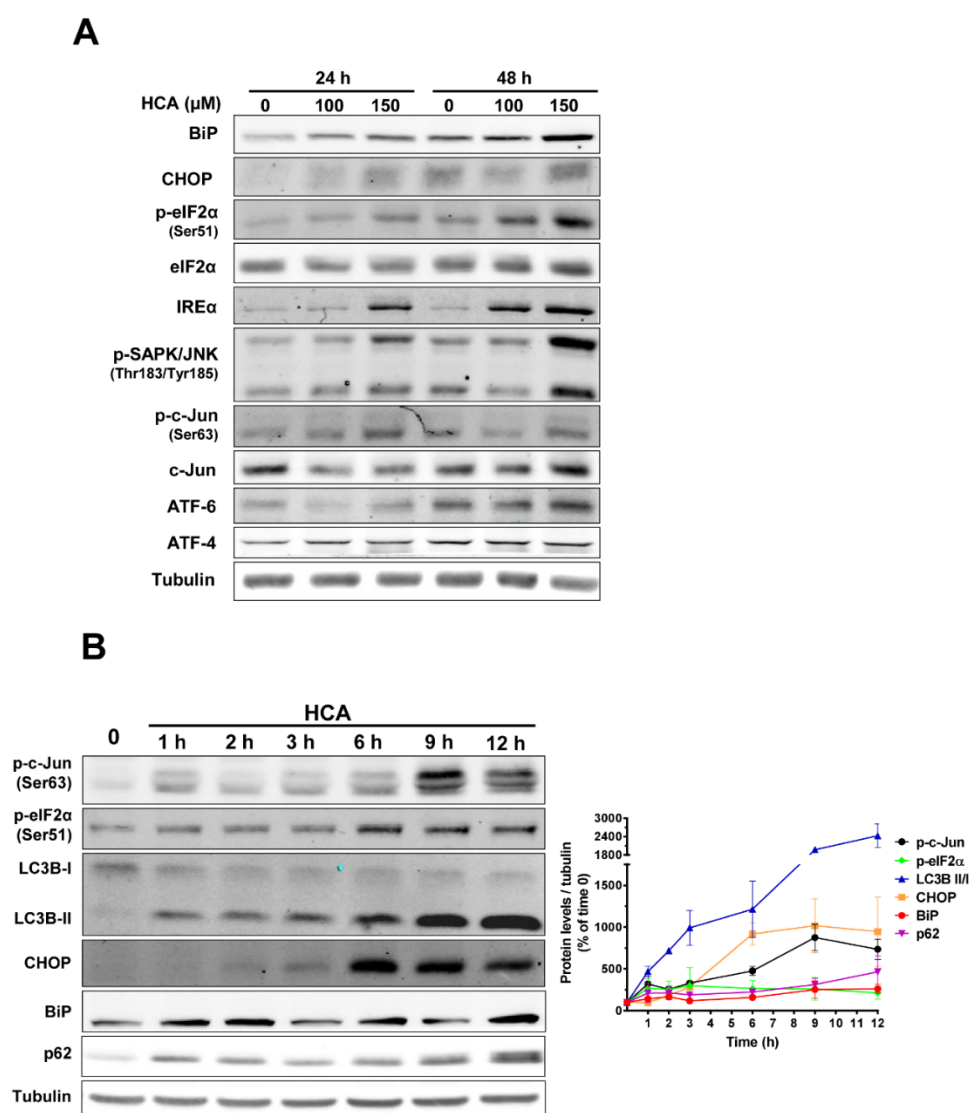 A
24 h 48 h
HCA (µM) 0 100 150 0 100 150
BiP
CHOP
p-eIF2α
(Ser51)
eIF2α
IREα
p-SAPK/JNK
(Thr183/Tyr185)
p-c-Jun
(Ser63)
c-Jun
ATF-6
ATF-4
Tubulin
B
HCA
0 1 h 2 h 3 h 6 h 9 h 12 h
p-c-Jun
(Ser63)
p-eIF2α
(Ser51)
LC3B-I
LC3B-II
CHOP
BiP
p62
Tubulin
Protein levels / tubulin
(% of time 0)
3000
2400
1800
1000
750
500
250
0
1 2 3 4 5 6 7 8 9 10 11 12
Time (h)
p-c-Jun
p-eIF2α
LC3B II/I
CHOP
BiP
p62